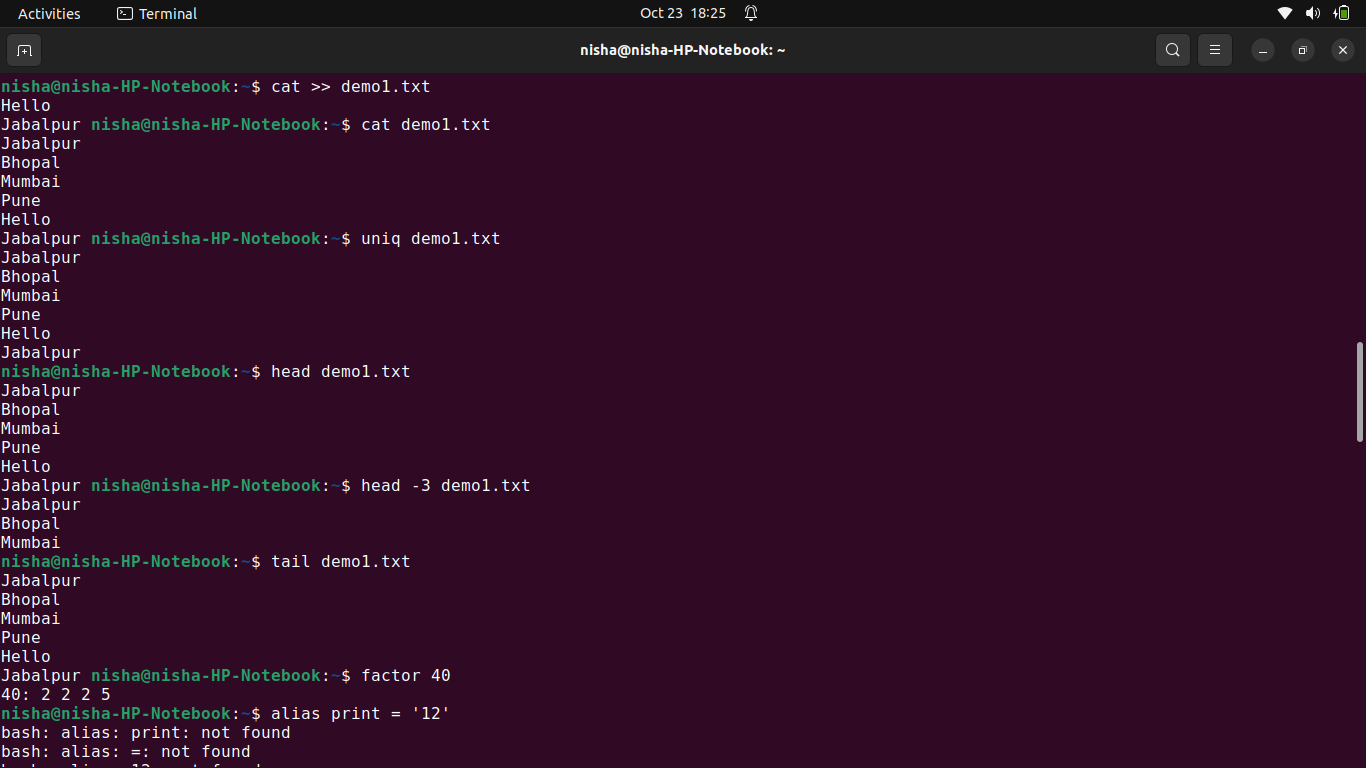 Activities Terminal Oct 23 18:25
nisha@nisha-HP-Notebook: ~
nisha@nisha-HP-Notebook:~$ cat >> demo1.txt
Hello
Jabalpur nisha@nisha-HP-Notebook:~$ cat demo1.txt
Jabalpur
Bhopal
Mumbai
Pune
Hello
Jabalpur nisha@nisha-HP-Notebook:~$ uniq demo1.txt
Jabalpur
Bhopal
Mumbai
Pune
Hello
Jabalpur
nisha@nisha-HP-Notebook:~$ head demo1.txt
Jabalpur
Bhopal
Mumbai
Pune
Hello
Jabalpur nisha@nisha-HP-Notebook:~$ head -3 demo1.txt
Jabalpur
Bhopal
Mumbai
nisha@nisha-HP-Notebook:~$ tail demo1.txt
Jabalpur
Bhopal
Mumbai
Pune
Hello
Jabalpur nisha@nisha-HP-Notebook:~$ factor 40
40: 2 2 2 5
nisha@nisha-HP-Notebook:~$ alias print = '12'
bash: alias: print: not found
bash: alias: =: not found